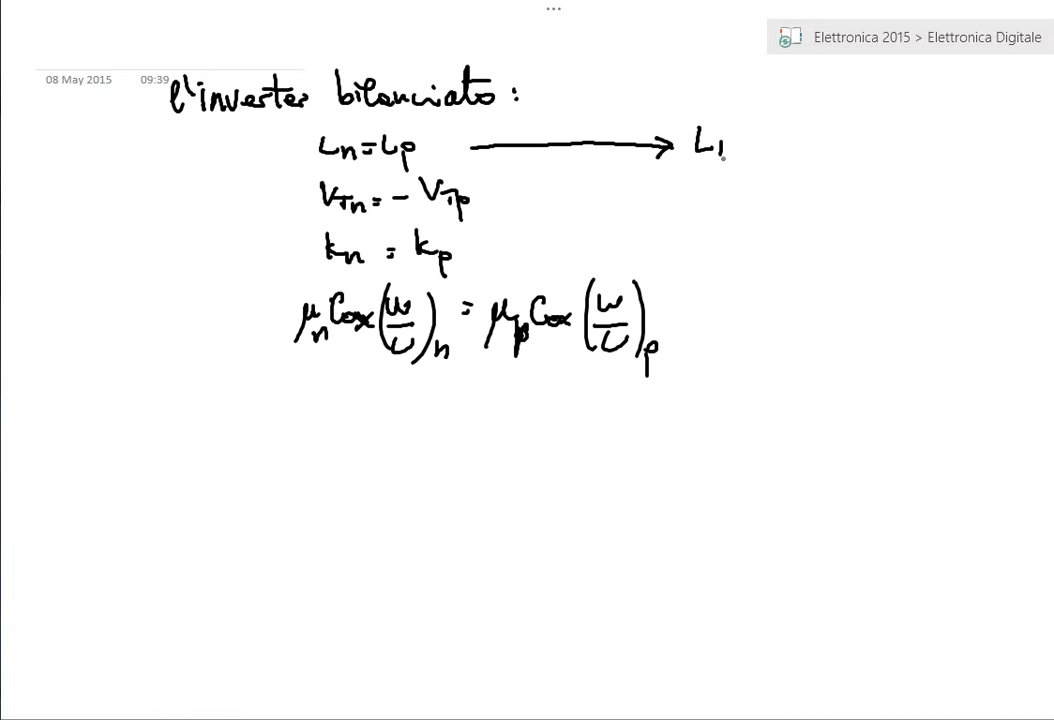 ...
Elettronica 2015 > Elettronica Digitale
08 May 2015 09:39
l'inverter bilanciato :
Ln = Lp → L
VTn = - VTp
kn = kp
μn Cox (W/L)n = μp Cox (W/L)p